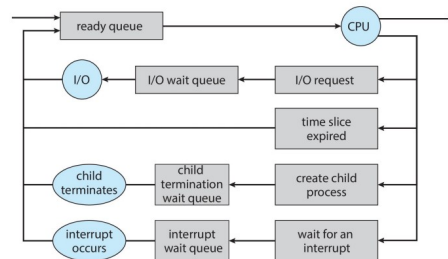 ready queue
CPU
I/O
I/O wait queue
I/O request
time slice
expired
child
terminates
child
termination
wait queue
create child
process
interrupt
occurs
interrupt
wait queue
wait for an
interrupt